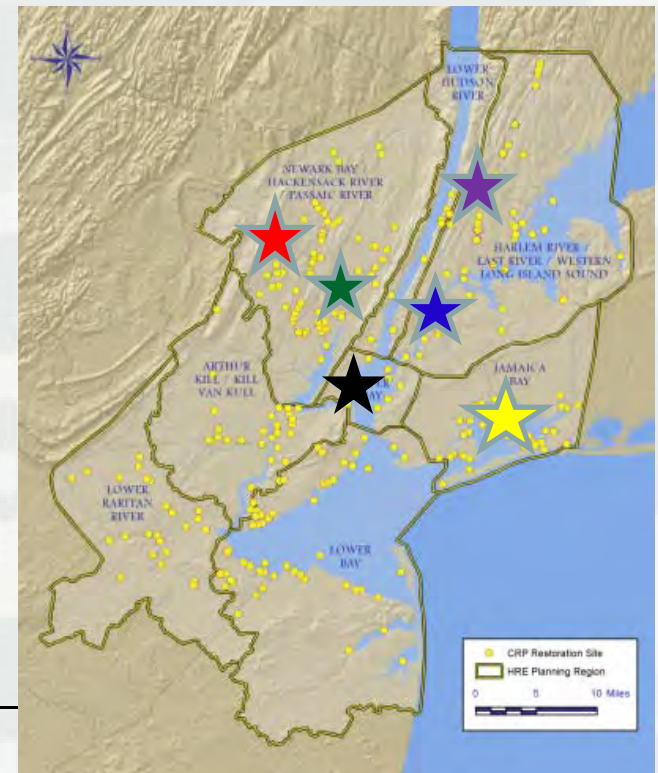 LOWER
HUDSON
RIVER
NEWARK BAY
HACKENSACK RIVER
PASSAIC RIVER
HARLEM RIVER /
EAST RIVER / WESTERN
LONG ISLAND SOUND
ARTHUR
KILL / KILL
VAN KULL
JAMAICA
BAY
LOWER
RARITAN
RIVER
LOWER
BAY
CRP Restoration Site
HRE Planning Region
0 5 10 Miles